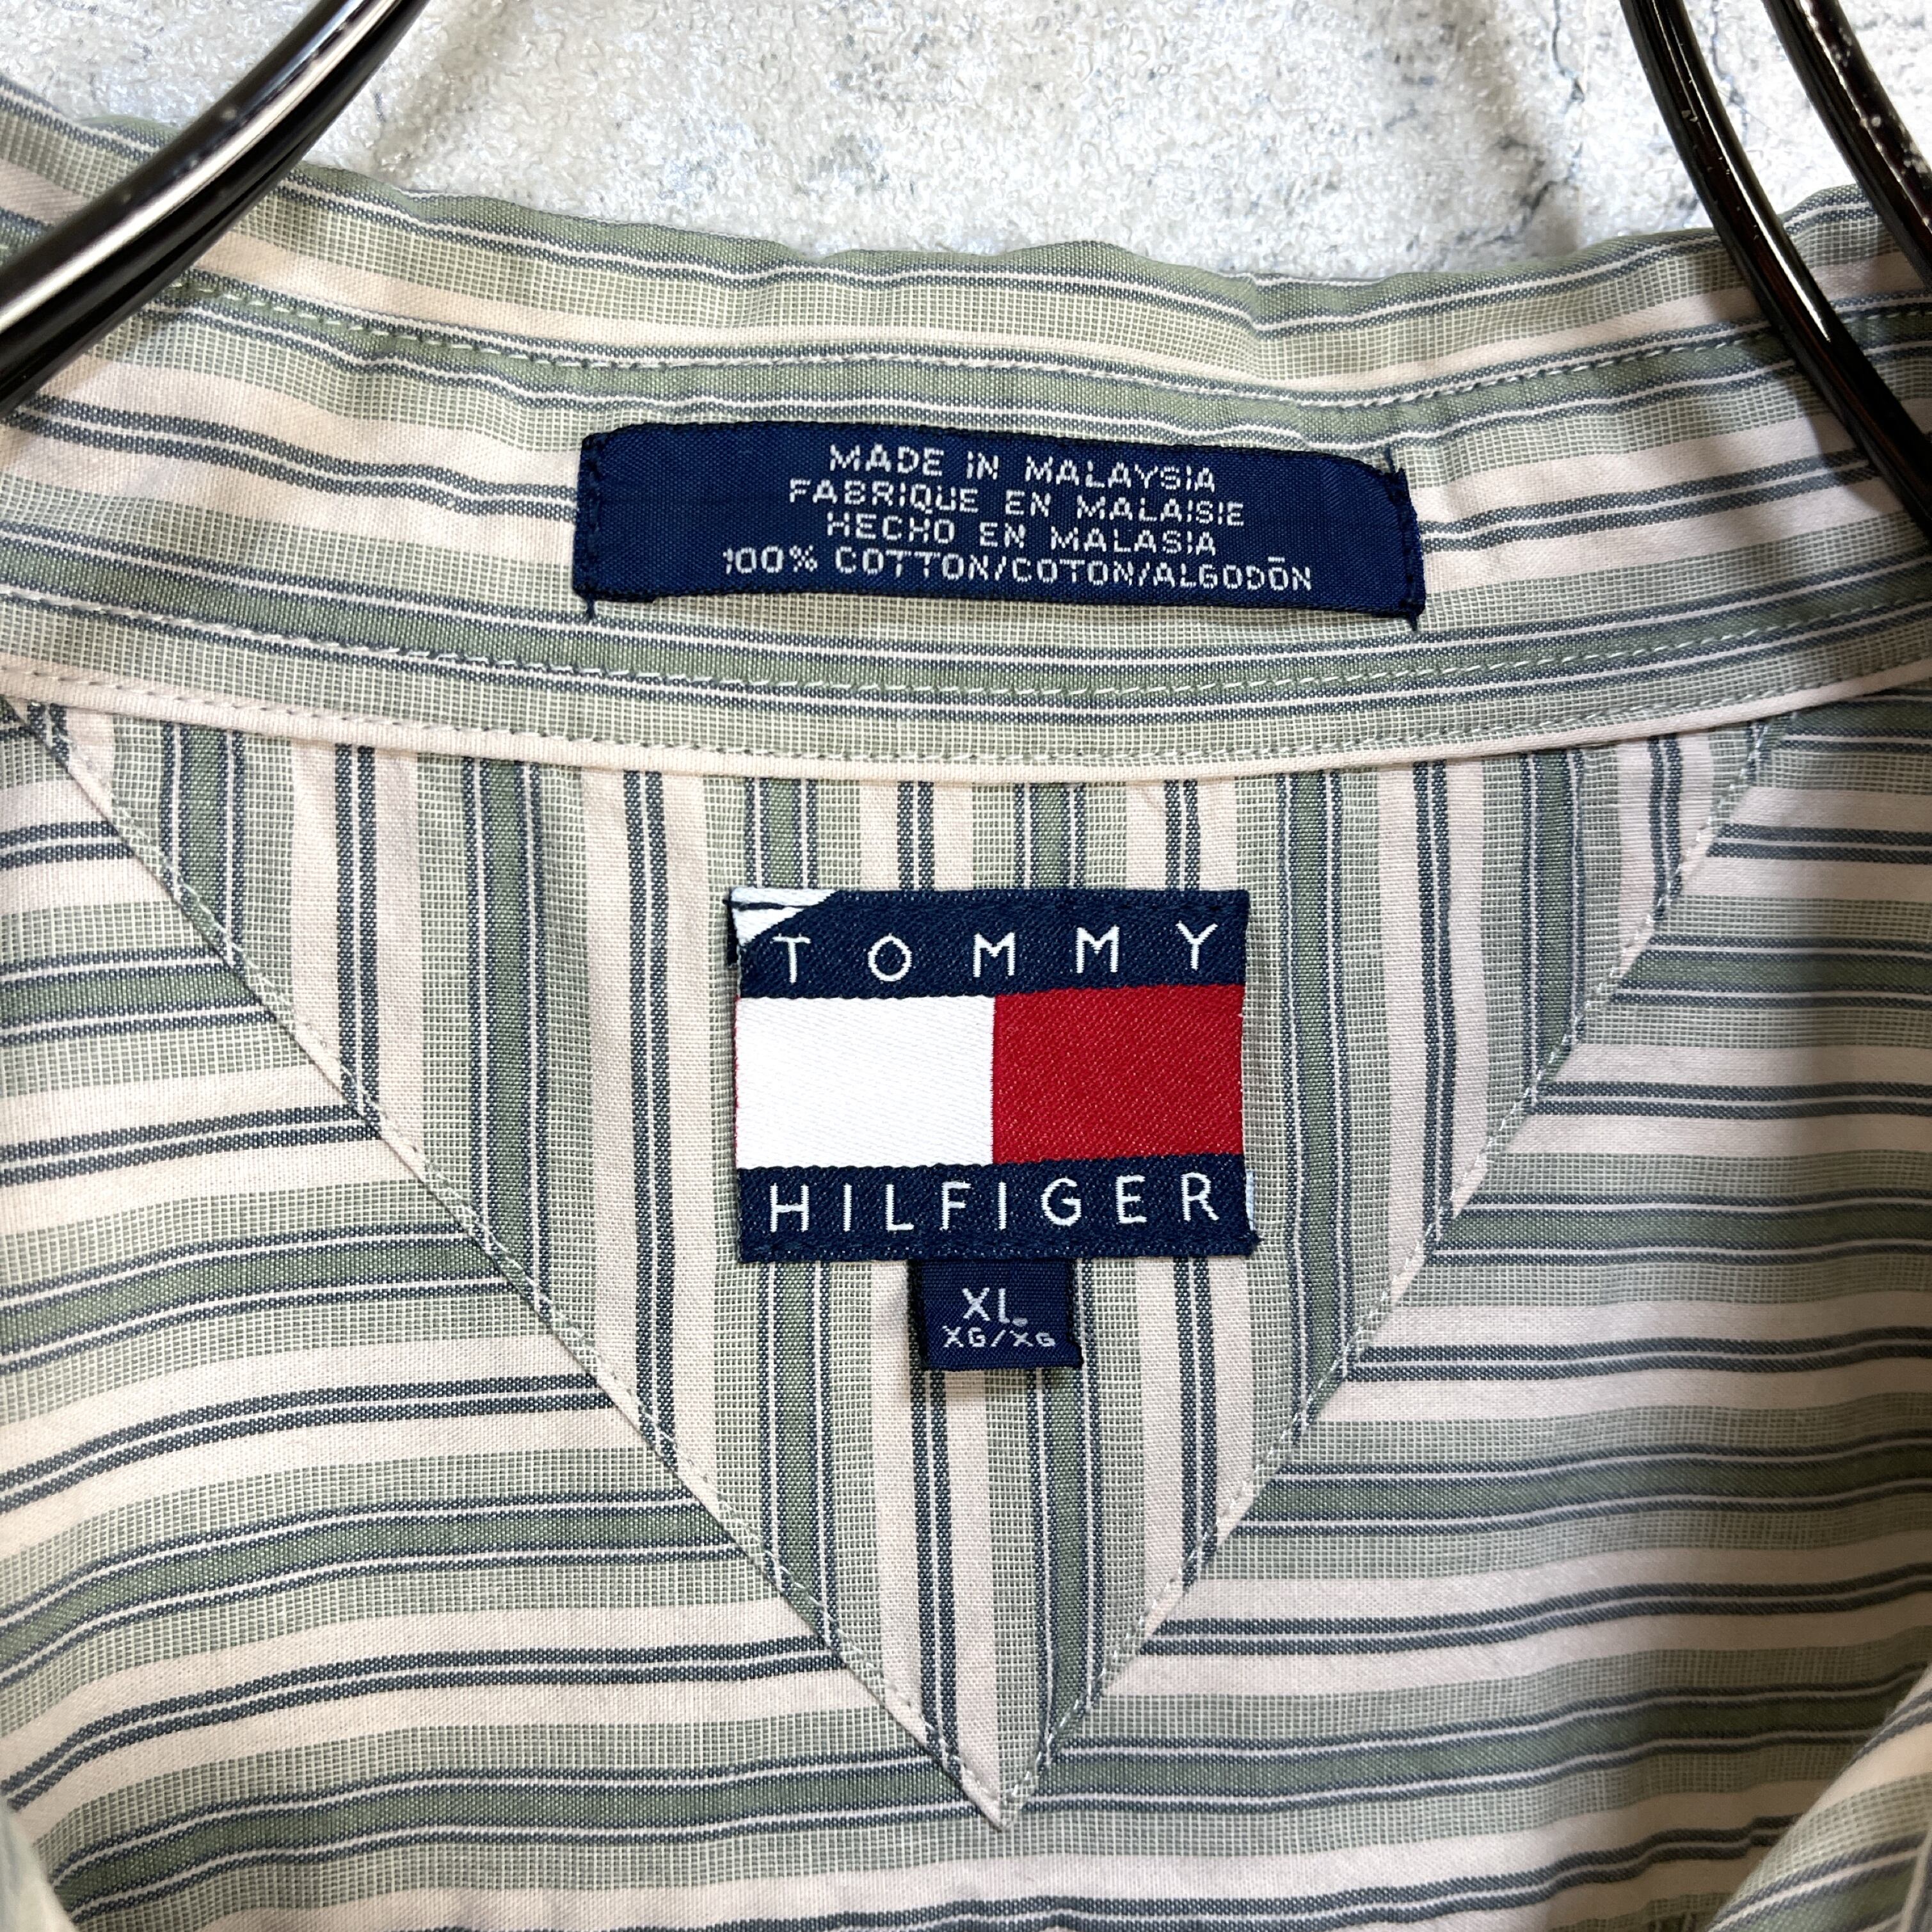 MADE IN MALAYSIA
FABRIQUE EN MALAISIE
HECHO EN MALASIA
100% COTTON/COTON/ALGODŌN
TOMMY
HILFIGER
XL
XG/XG